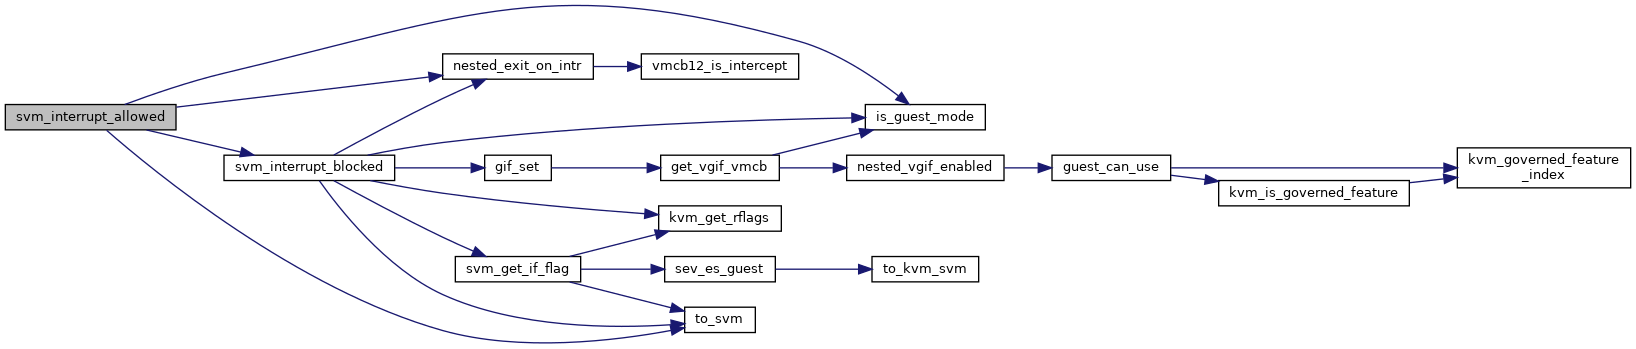 svm_interrupt_allowed
nested_exit_on_intr
vmcb12_is_intercept
is_guest_mode
svm_interrupt_blocked
gif_set
get_vgif_vmcb
nested_vgif_enabled
guest_can_use
kvm_governed_feature
_index
kvm_is_governed_feature
kvm_get_rflags
svm_get_if_flag
sev_es_guest
to_kvm_svm
to_svm